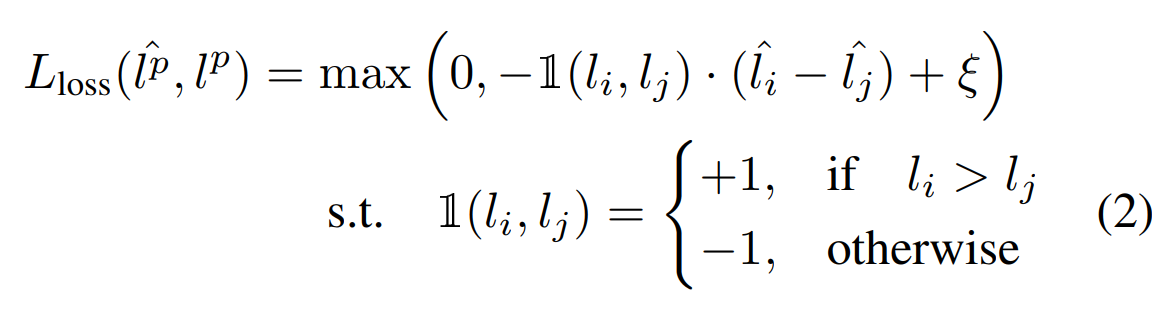 L_loss(\hat{l^p}, l^p) = max(0, −𝟙(l_i, l_j) · (\hat{l_i} − \hat{l_j}) + ξ)
s.t. 𝟙(l_i, l_j) = { +1, if l_i > l_j
−1, otherwise (2)